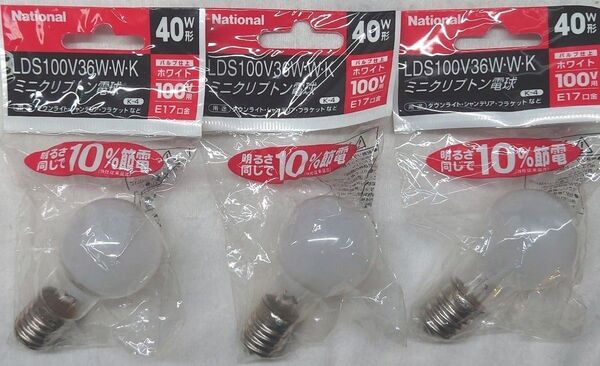 National
40W形
LDS100V36W・W・K
ミニクリプトン電球
K-4
バルブ仕上
ホワイト
100V用
E17口金
用途 ダウンライト・シャンデリア・ブラケットなど
明るさ
同じで
10%節電
National
40W形
LDS100V36W・W・K
ミニクリプトン電球
K-4
バルブ仕上
ホワイト
100V用
E17口金
用途 ダウンライト・シャンデリア・ブラケットなど
明るさ
同じで
10%節電
National
40W形
LDS100V36W・W・K
ミニクリプトン電球
K-4
バルブ仕上
ホワイト
100V用
E17口金
用途 ダウンライト・シャンデリア・ブラケットなど
明るさ
同じで
10%節電